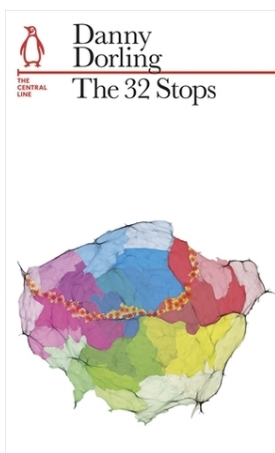 Danny
Dorling
The 32 Stops
THE
CENTRAL
LINE